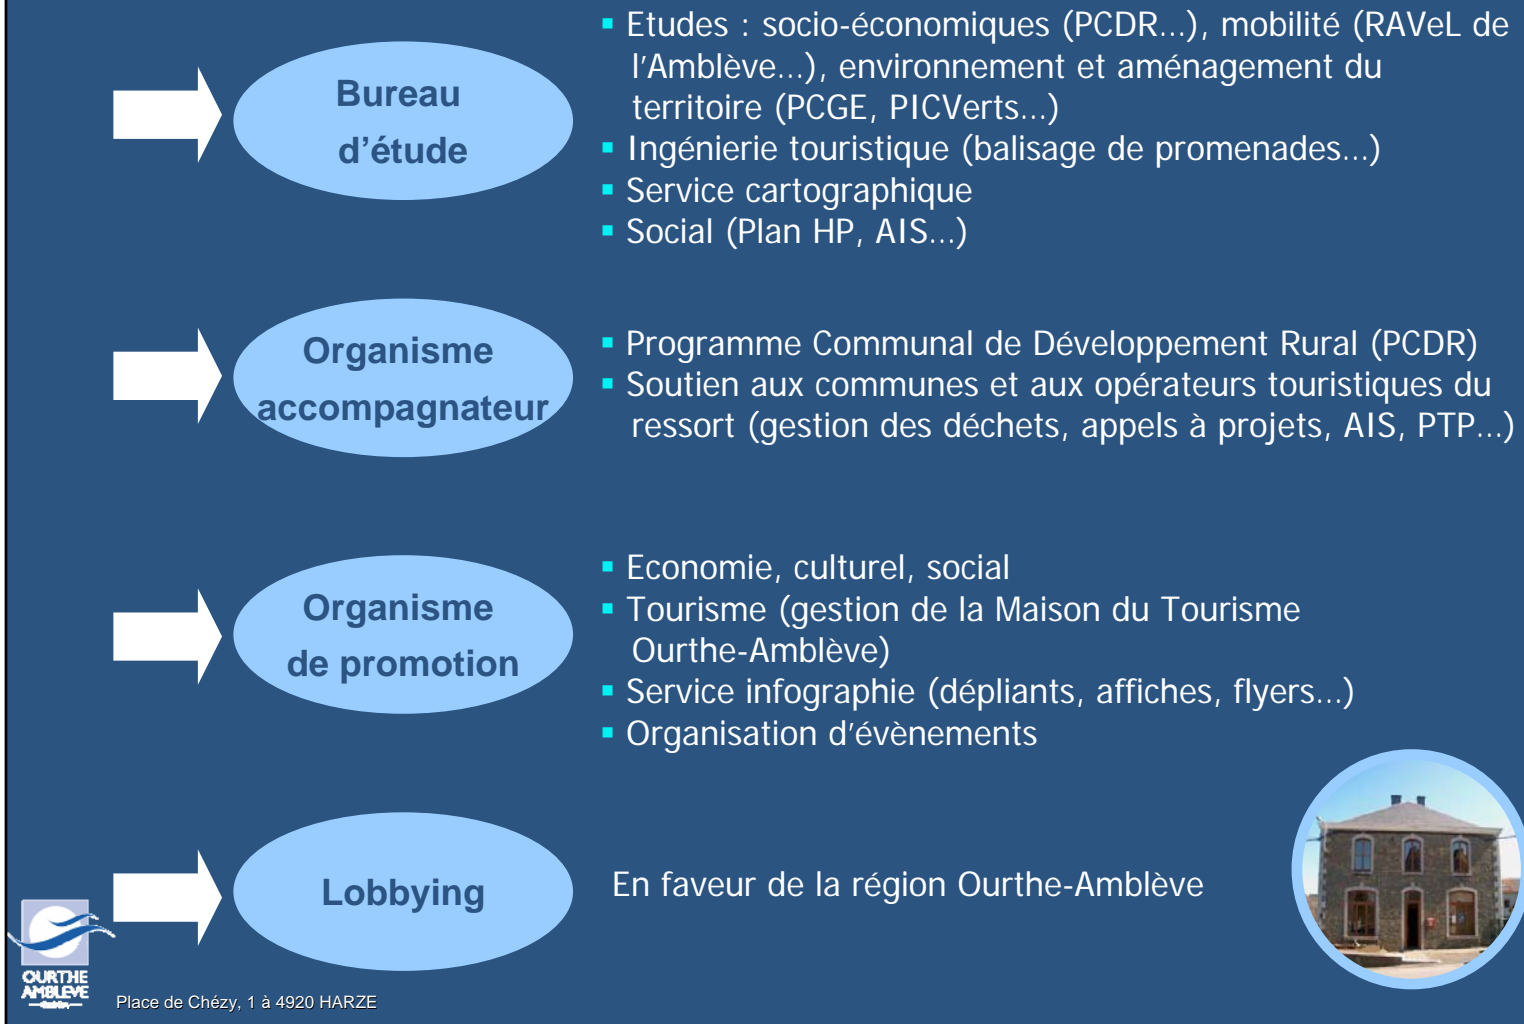 Bureau
d’étude
▪ Etudes : socio-économiques (PCDR...), mobilité (RAVeL de
l’Amblève...), environnement et aménagement du
territoire (PCGE, PICVerts...)
▪ Ingénierie touristique (balisage de promenades...)
▪ Service cartographique
▪ Social (Plan HP, AIS...)
Organisme
accompagnateur
▪ Programme Communal de Développement Rural (PCDR)
▪ Soutien aux communes et aux opérateurs touristiques du
ressort (gestion des déchets, appels à projets, AIS, PTP...)
Organisme
de promotion
▪ Economie, culturel, social
▪ Tourisme (gestion de la Maison du Tourisme
Ourthe-Amblève)
▪ Service infographie (dépliants, affiches, flyers...)
▪ Organisation d’évènements
Lobbying
En faveur de la région Ourthe-Amblève
OURTHE
AMBLEVE
Place de Chézy, 1 à 4920 HARZE